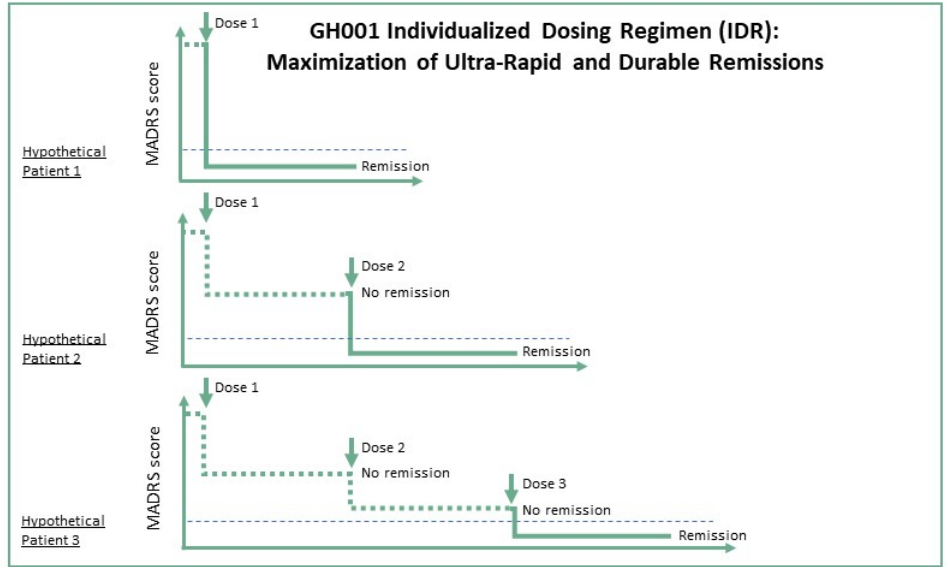 GH001 Individualized Dosing Regimen (IDR):
Maximization of Ultra-Rapid and Durable Remissions
Dose 1
MADRS score
Hypothetical
Patient 1
Remission
Dose 1
MADRS score
Dose 2
No remission
Hypothetical
Patient 2
Remission
Dose 1
MADRS score
Dose 2
No remission
Dose 3
No remission
Hypothetical
Patient 3
Remission